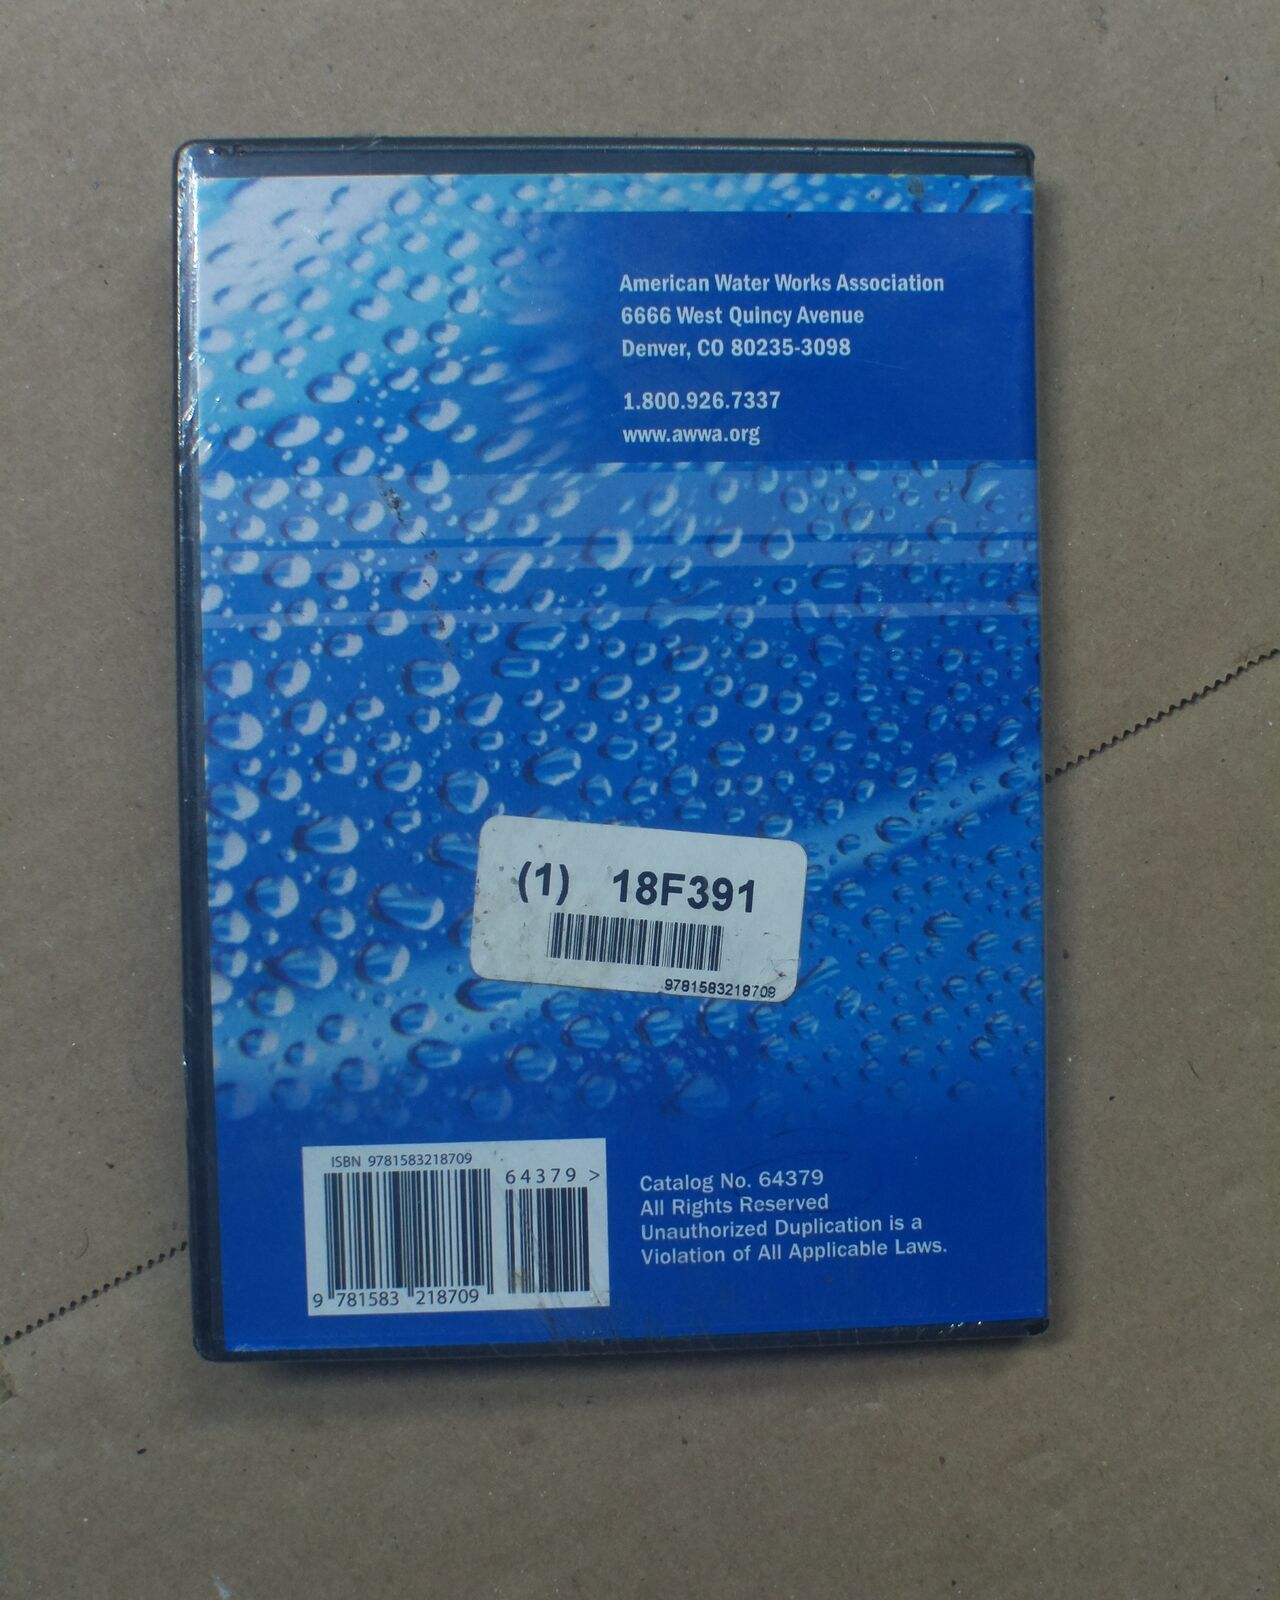 American Water Works Association
6666 West Quincy Avenue
Denver, CO 80235-3098
1.800.926.7337
www.awwa.org
(1) 18F391
9781583218709
ISBN 9781583218709
64379 >
9 781583 218709
Catalog No. 64379
All Rights Reserved
Unauthorized Duplication is a
Violation of All Applicable Laws.